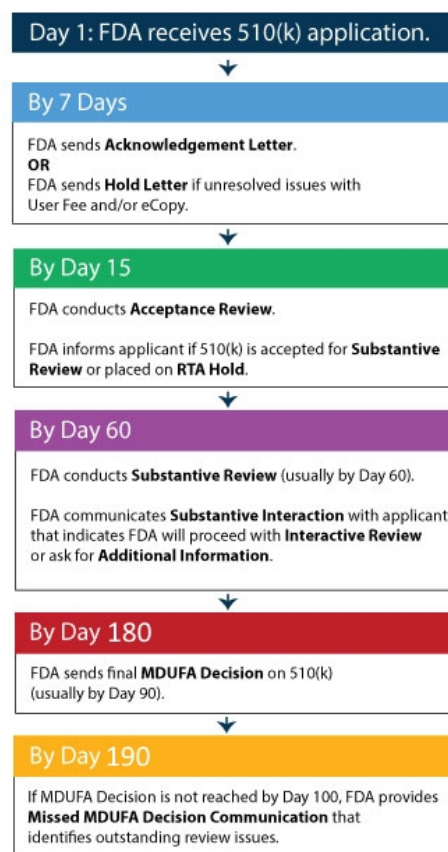 Day 1: FDA receives 510(k) application.
By 7 Days
FDA sends Acknowledgement Letter.
OR
FDA sends Hold Letter if unresolved issues with
User Fee and/or eCopy.
By Day 15
FDA conducts Acceptance Review.
FDA informs applicant if 510(k) is accepted for Substantive
Review or placed on RTA Hold.
By Day 60
FDA conducts Substantive Review (usually by Day 60).
FDA communicates Substantive Interaction with applicant
that indicates FDA will proceed with Interactive Review
or ask for Additional Information.
By Day 180
FDA sends final MDUFA Decision on 510(k)
(usually by Day 90).
By Day 190
If MDUFA Decision is not reached by Day 100, FDA provides
Missed MDUFA Decision Communication that
identifies outstanding review issues.